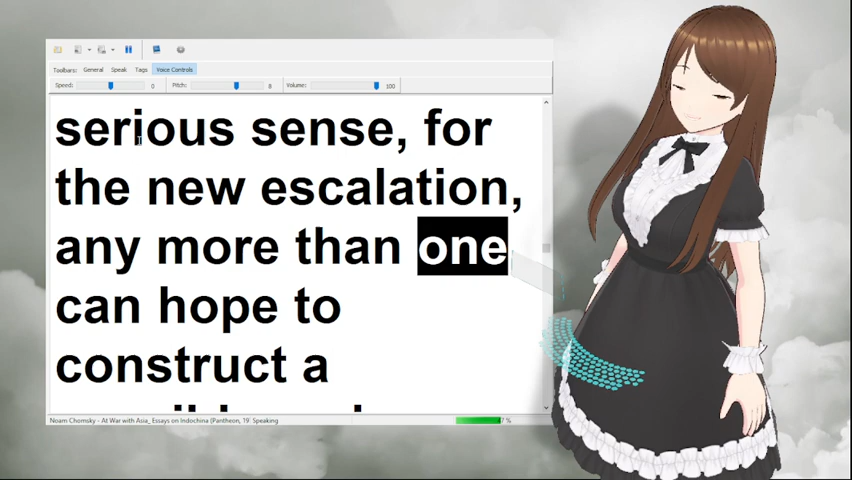 Toolbars: General Speak Tags Voice Controls
Speed: 0 Pitch: 8 Volume: 100
serious sense, for
the new escalation,
any more than one
can hope to
construct a
Noam Chomsky - At War with Asia_ Essays on Indochina (Pantheon, 19 Speaking